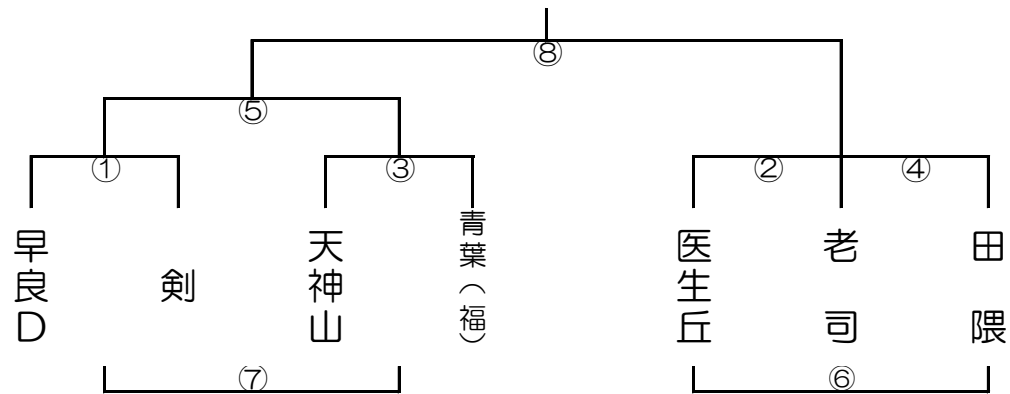 ⑧
⑤
① ③ ② ④
早良D
剣
天神山
青葉（福）
医生丘
老司
田隈
⑦ ⑥